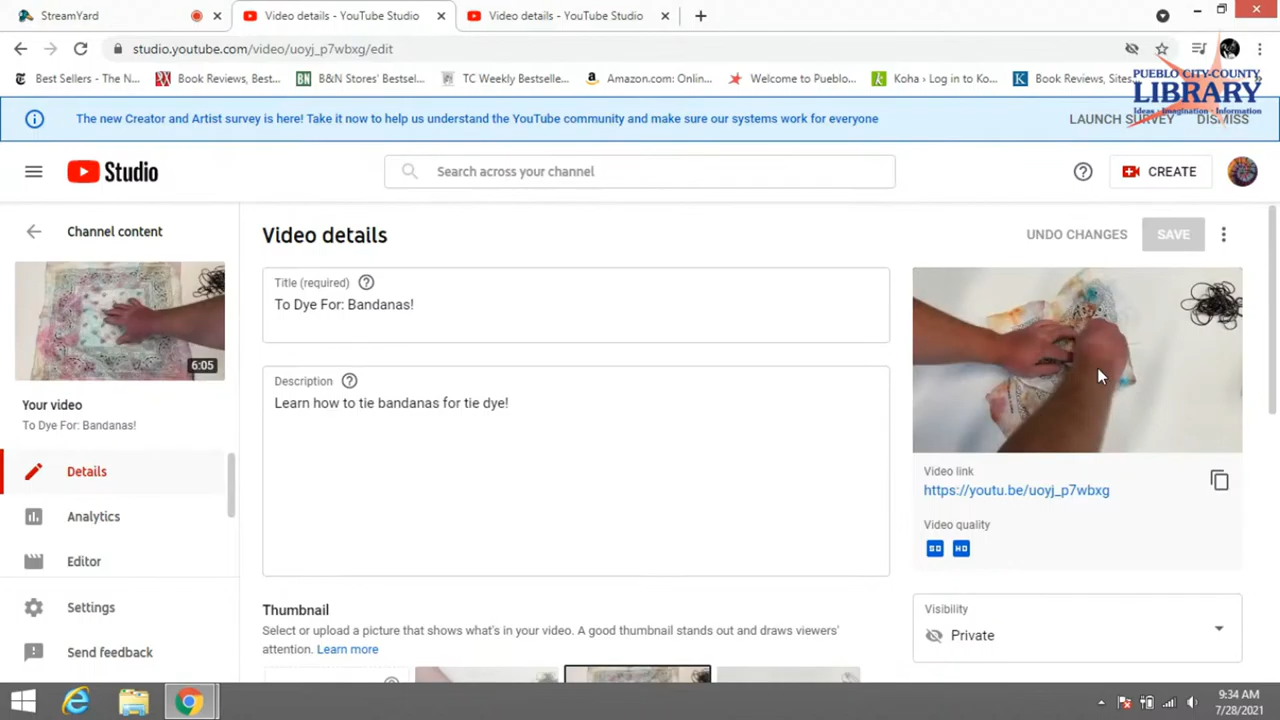 StreamYard
Video details - YouTube Studio
Video details - YouTube Studio
studio.youtube.com/video/uoyj_p7wbxg/edit
Best Sellers - The N...
Book Reviews, Best...
B&N Stores' Bestsel...
TC Weekly Bestselle...
Amazon.com: Onlin...
Welcome to Pueblo...
Koha › Log in to Ko...
Book Reviews, Sites,
PUEBLO CITY-COUNTY
LIBRARY
Ideas • Imagination • Information
The new Creator and Artist survey is here! Take it now to help us understand the YouTube community and make sure our systems work for everyone
LAUNCH SURVEY
DISMISS
Studio
Search across your channel
CREATE
Channel content
6:05
Your video
To Dye For: Bandanas!
Details
Analytics
Editor
Settings
Send feedback
Video details
UNDO CHANGES
SAVE
Title (required)
To Dye For: Bandanas!
Description
Learn how to tie bandanas for tie dye!
Thumbnail
Select or upload a picture that shows what's in your video. A good thumbnail stands out and draws viewers'
attention. Learn more
Video link
https://youtu.be/uoyj_p7wbxg
Video quality
SD HD
Visibility
Private
9:34 AM
7/28/2021